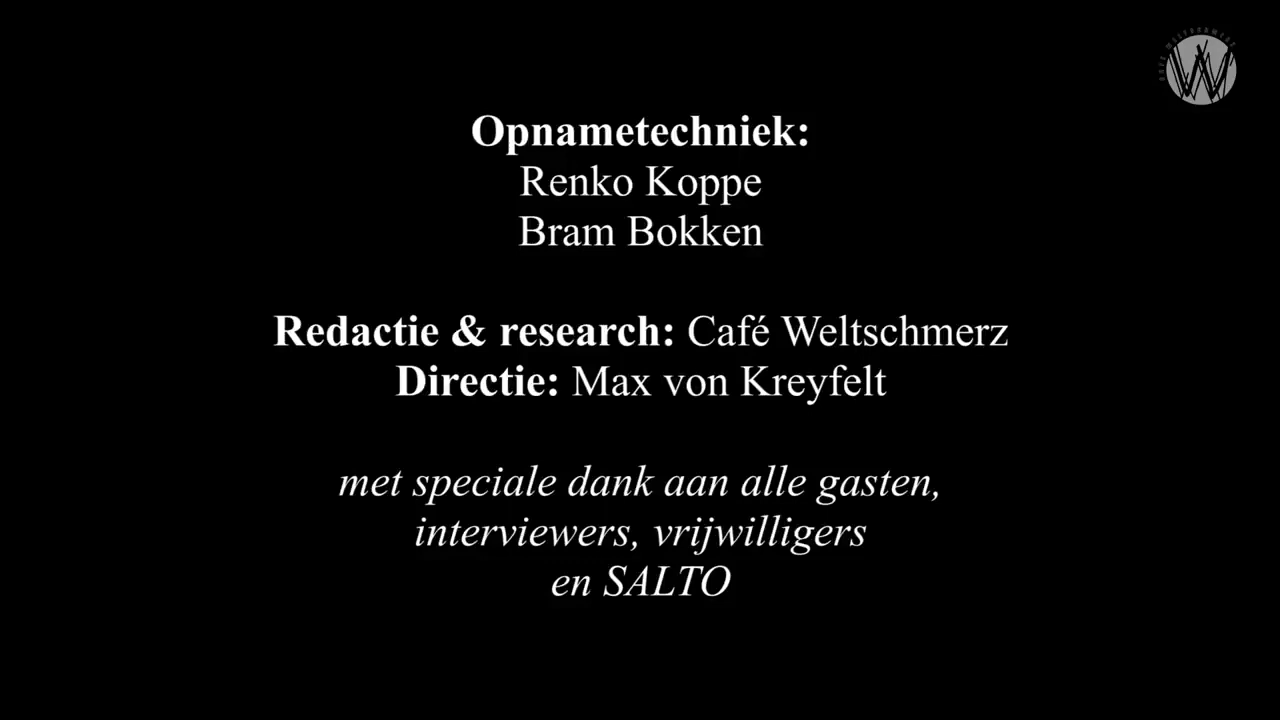 Opnametechniek:
Renko Koppe
Bram Bokken
Redactie & research: Café Weltschmerz
Directie: Max von Kreyfelt
met speciale dank aan alle gasten,
interviewers, vrijwilligers
en SALTO